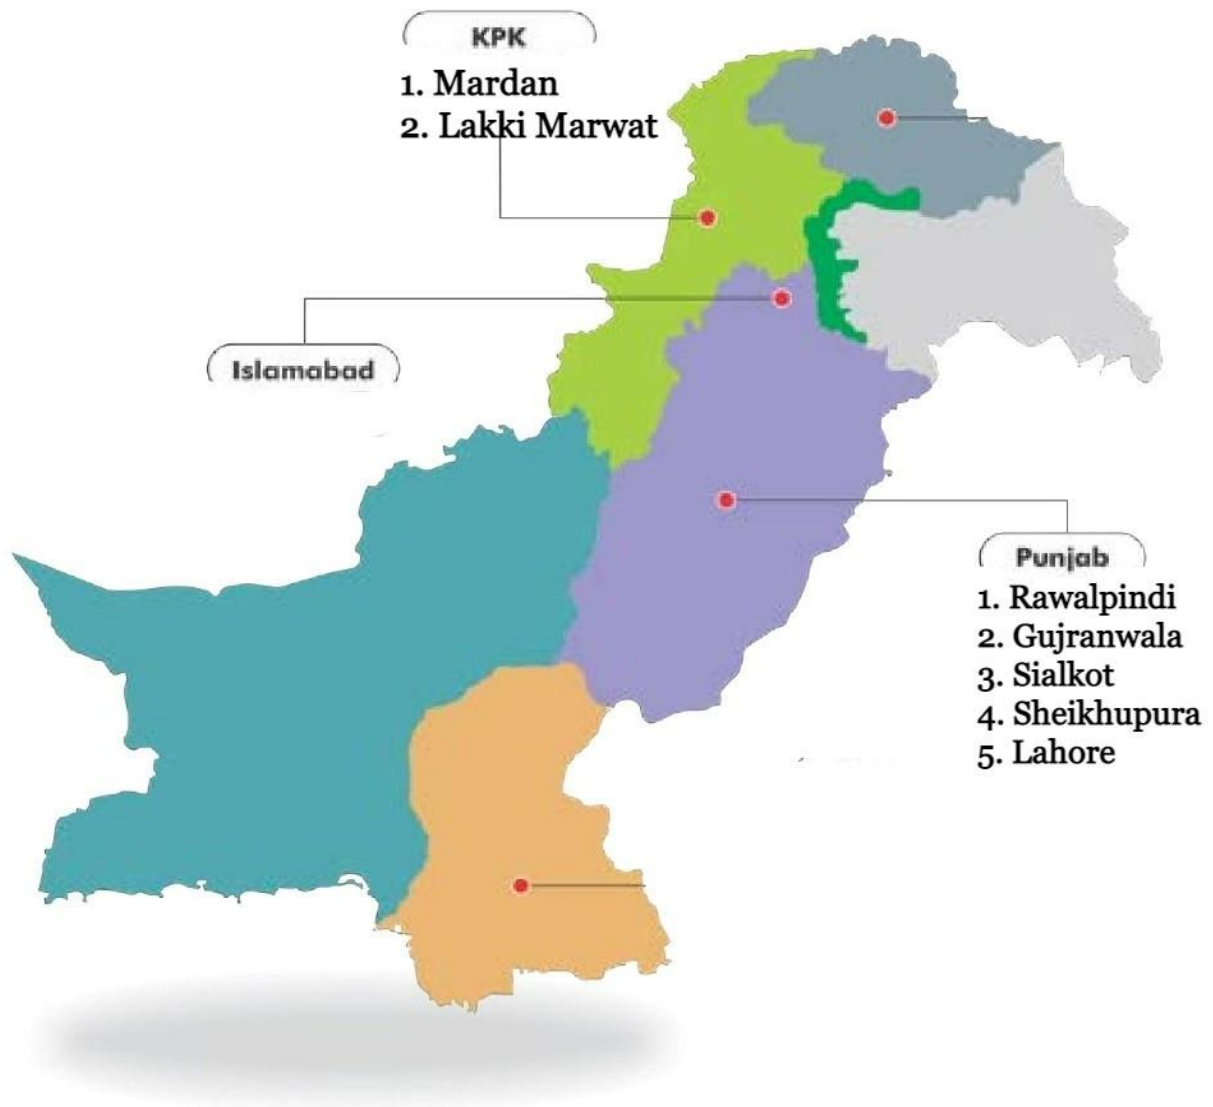 KPK
1. Mardan
2. Lakki Marwat
Islamabad
Punjab
1. Rawalpindi
2. Gujranwala
3. Sialkot
4. Sheikhupura
5. Lahore